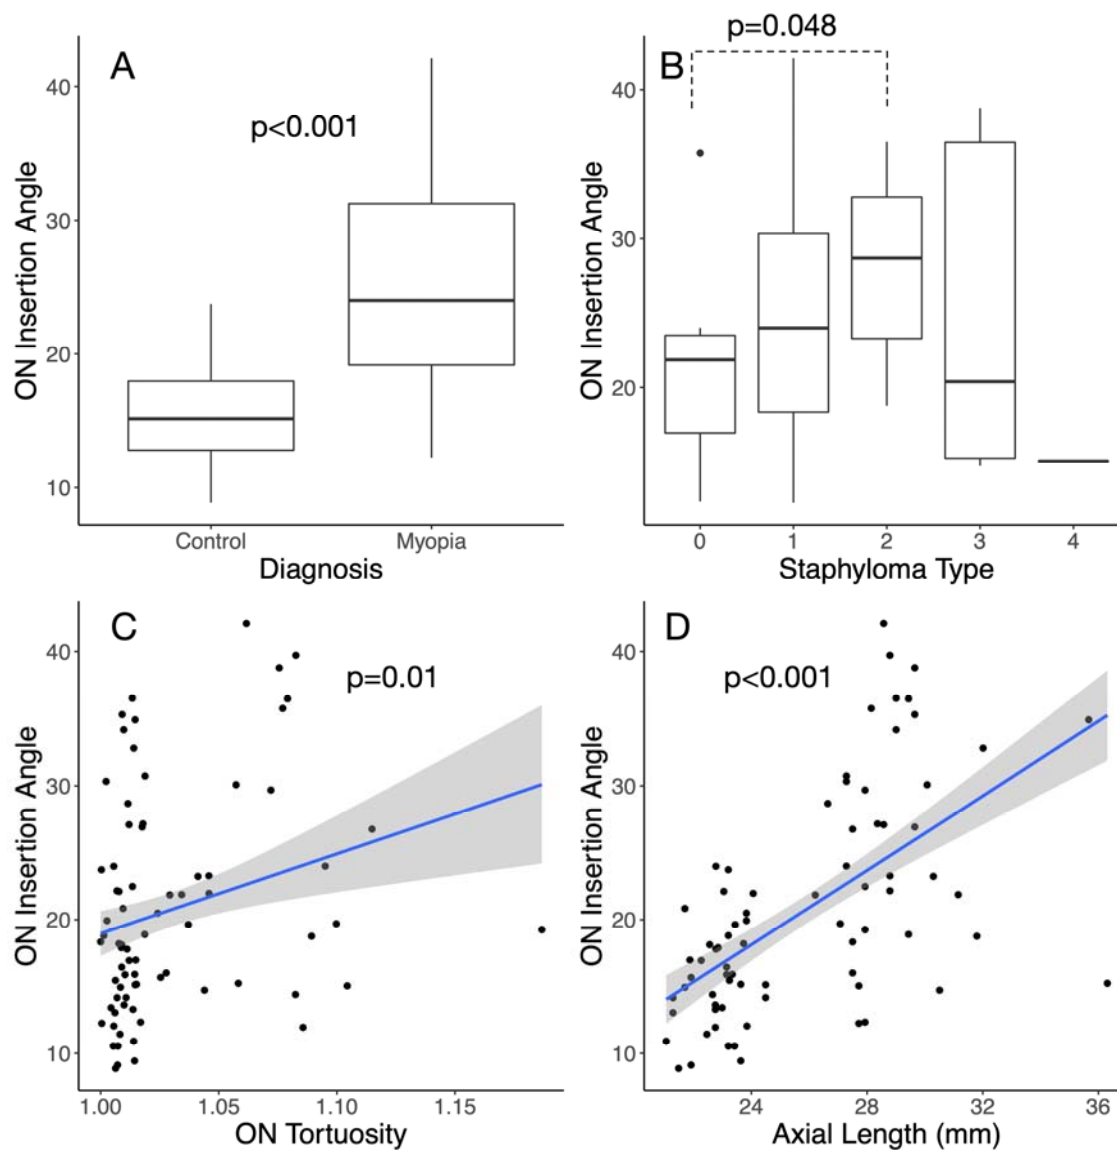 A
p<0.001
ON Insertion Angle
40
30
20
10
Control Myopia
Diagnosis
p=0.048
B
ON Insertion Angle
40
30
20
0 1 2 3 4
Staphyloma Type
C
p=0.01
ON Insertion Angle
40
30
20
10
1.00 1.05 1.10 1.15
ON Tortuosity
D
p<0.001
ON Insertion Angle
40
30
20
10
24 28 32 36
Axial Length (mm)